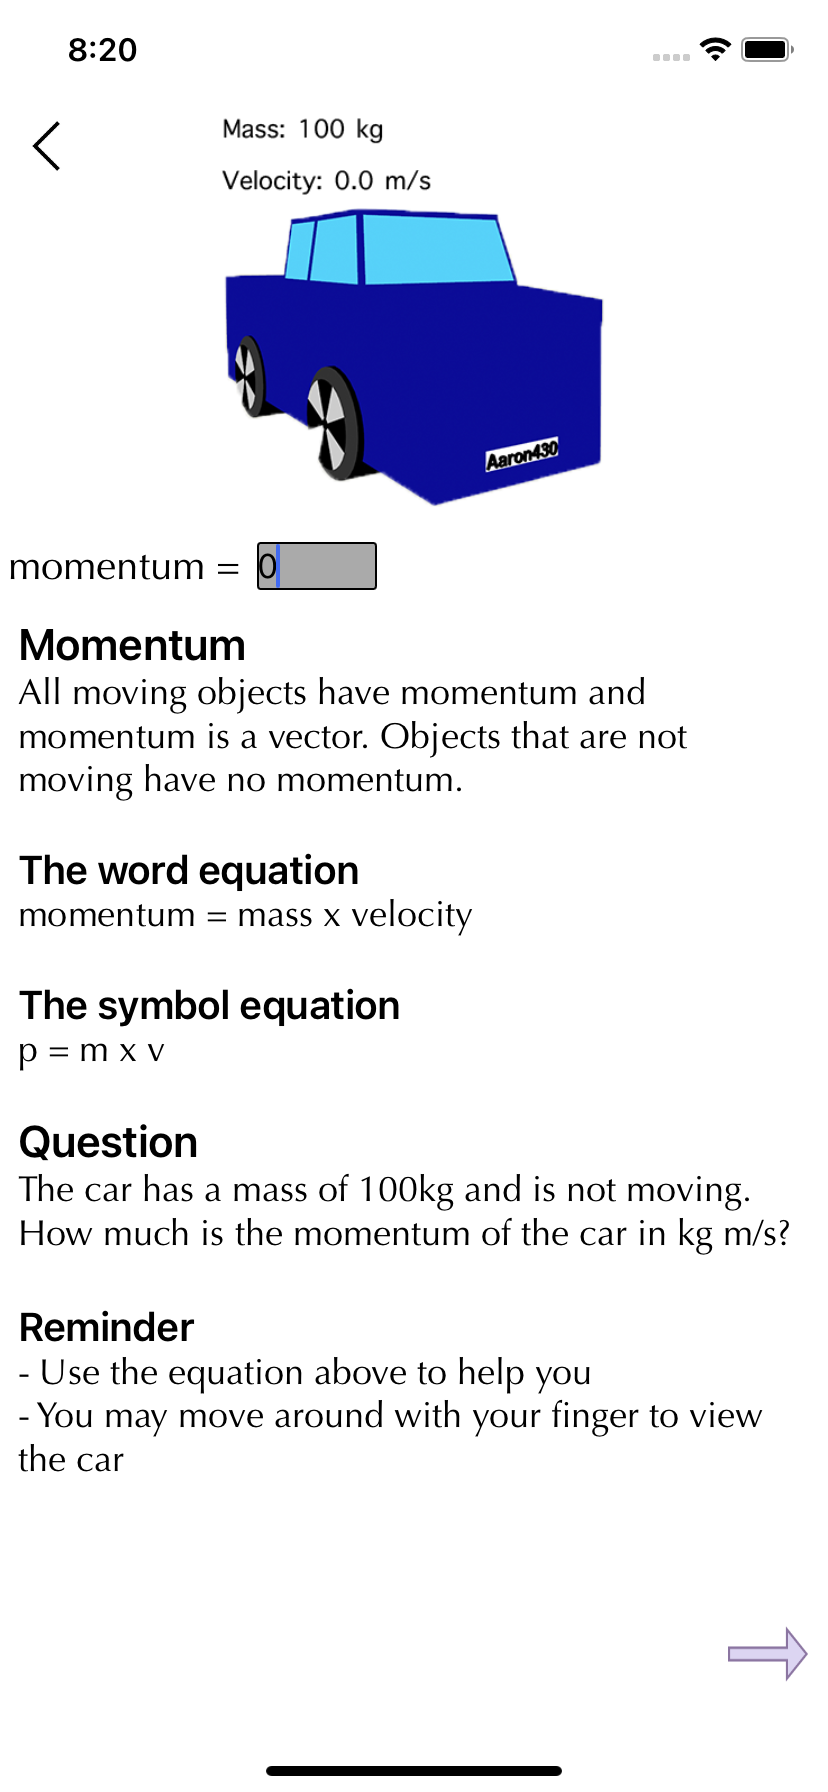 8:20
Mass: 100 kg
Velocity: 0.0 m/s
Aaron430
momentum = 0
Momentum
All moving objects have momentum and
momentum is a vector. Objects that are not
moving have no momentum.
The word equation
momentum = mass x velocity
The symbol equation
p = m x v
Question
The car has a mass of 100kg and is not moving.
How much is the momentum of the car in kg m/s?
Reminder
- Use the equation above to help you
- You may move around with your finger to view
the car